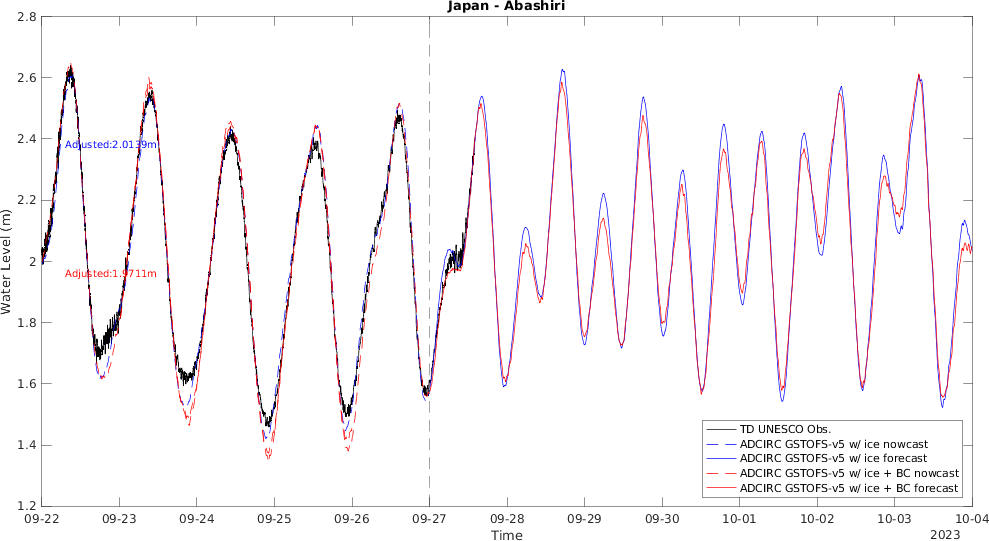 Japan - Abashiri
2.8
2.6
2.4
2.2
2
1.8
1.6
1.4
1.2
Water Level (m)
Adjusted:2.0139m
Adjusted:1.9711m
TD UNESCO Obs.
ADCIRC GSTOFS-v5 w/ ice nowcast
ADCIRC GSTOFS-v5 w/ ice forecast
ADCIRC GSTOFS-v5 w/ ice + BC nowcast
ADCIRC GSTOFS-v5 w/ ice + BC forecast
09-22 09-23 09-24 09-25 09-26 09-27 09-28 09-29 09-30 10-01 10-02 10-03 10-04
Time
2023